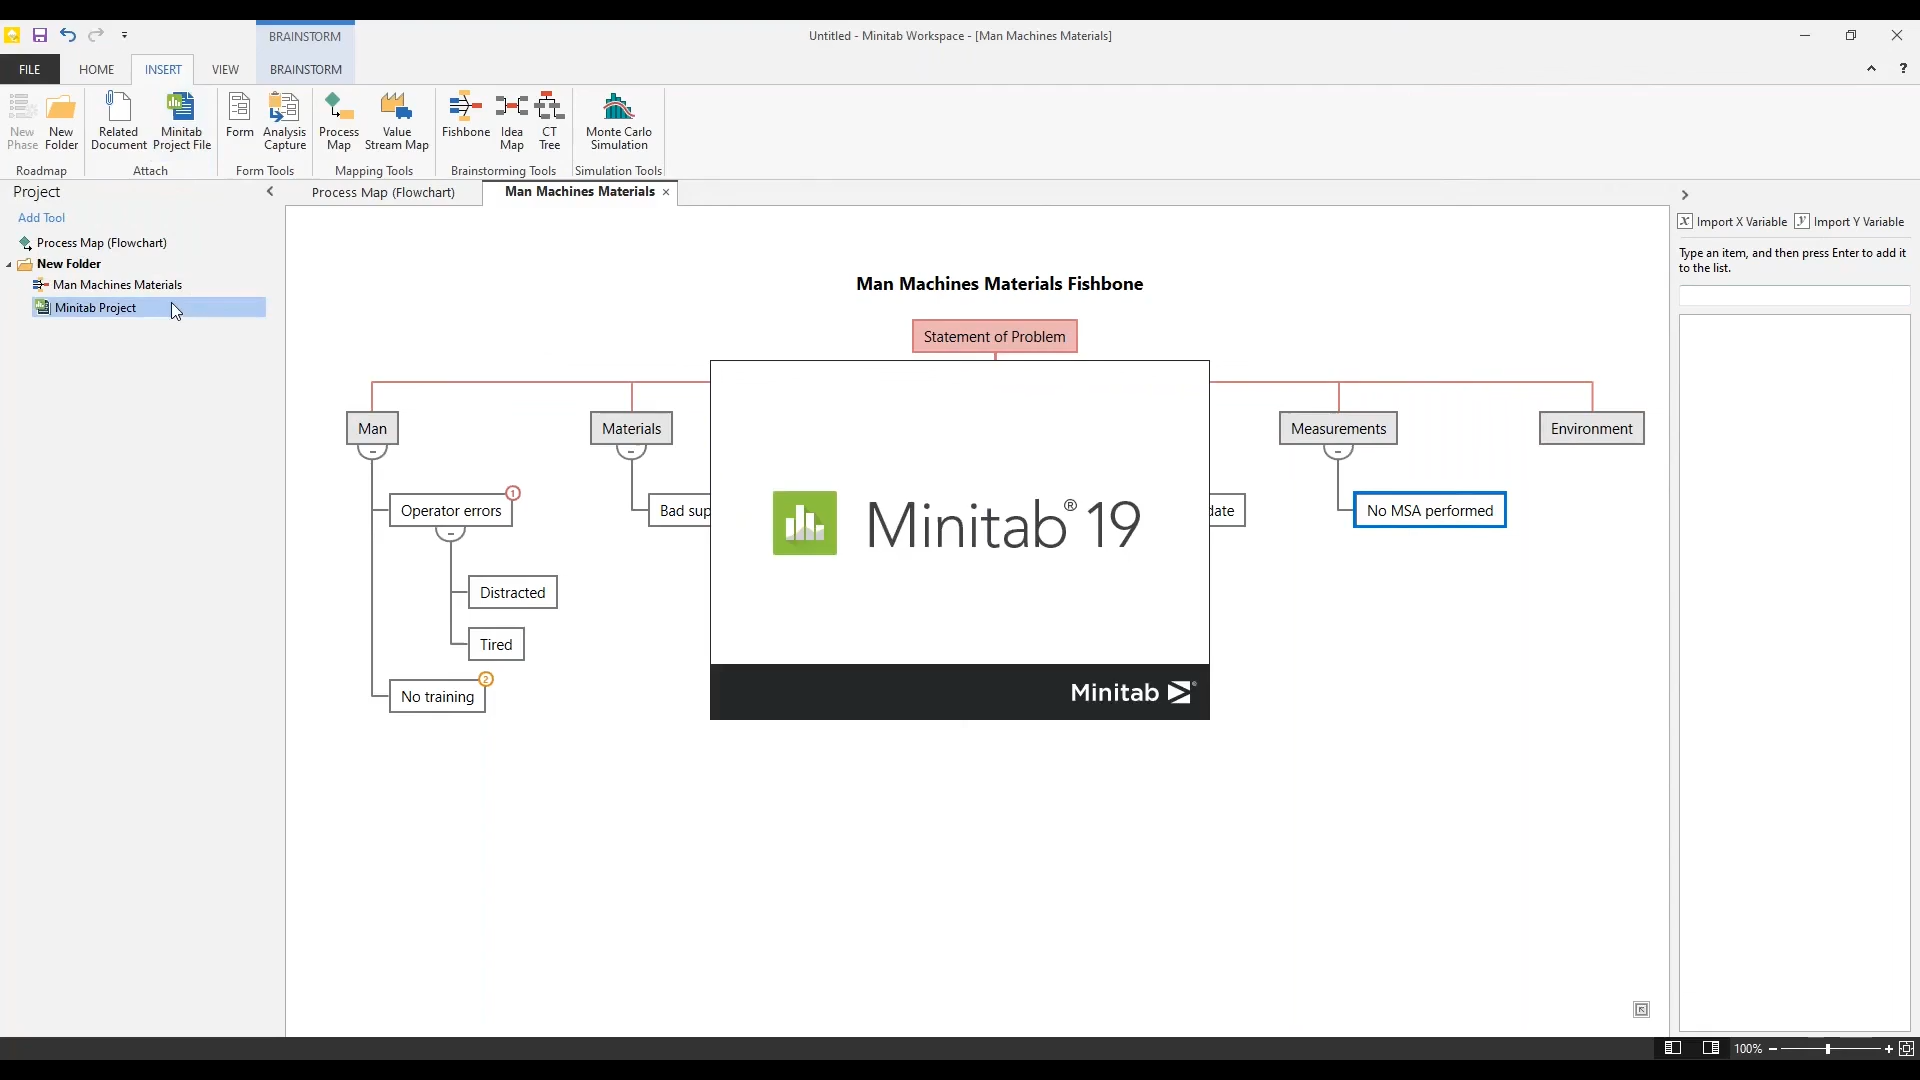 BRAINSTORM
Untitled - Minitab Workspace - [Man Machines Materials]
FILE
HOME
INSERT
VIEW
BRAINSTORM
?
New Phase
New Folder
Related Document
Minitab Project File
Form
Analysis Capture
Process Map
Value Stream Map
Fishbone
Idea Map
CT Tree
Monte Carlo Simulation
Roadmap
Attach
Form Tools
Mapping Tools
Brainstorming Tools
Simulation Tools
Project
Process Map (Flowchart)
Man Machines Materials
Add Tool
Process Map (Flowchart)
New Folder
Man Machines Materials
Minitab Project
Man Machines Materials Fishbone
Statement of Problem
Man
Materials
Measurements
Environment
Operator errors
1
Bad sup
date
No MSA performed
Distracted
Tired
No training
2
Minitab® 19
Minitab
x Import X Variable
y Import Y Variable
Type an item, and then press Enter to add it
to the list.
100%